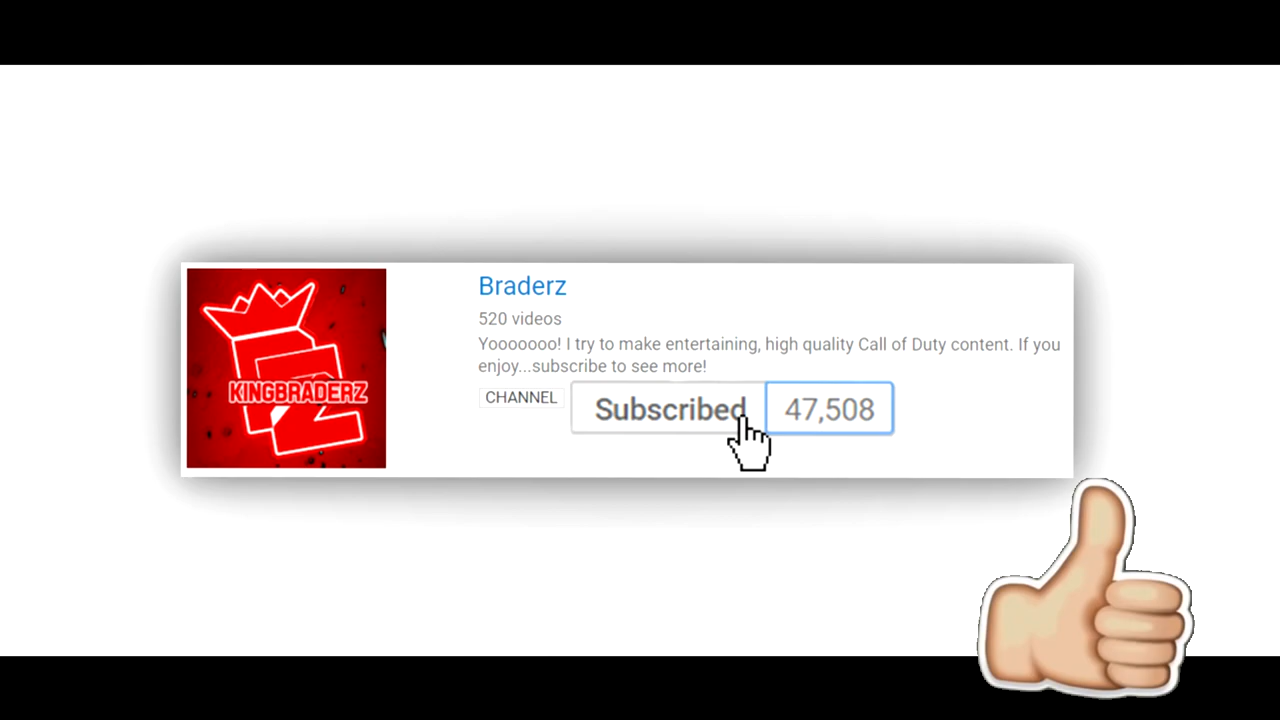 KINGBRADERZ
Braderz
520 videos
Yooooooo! I try to make entertaining, high quality Call of Duty content. If you
enjoy...subscribe to see more!
CHANNEL
Subscribed
47,508